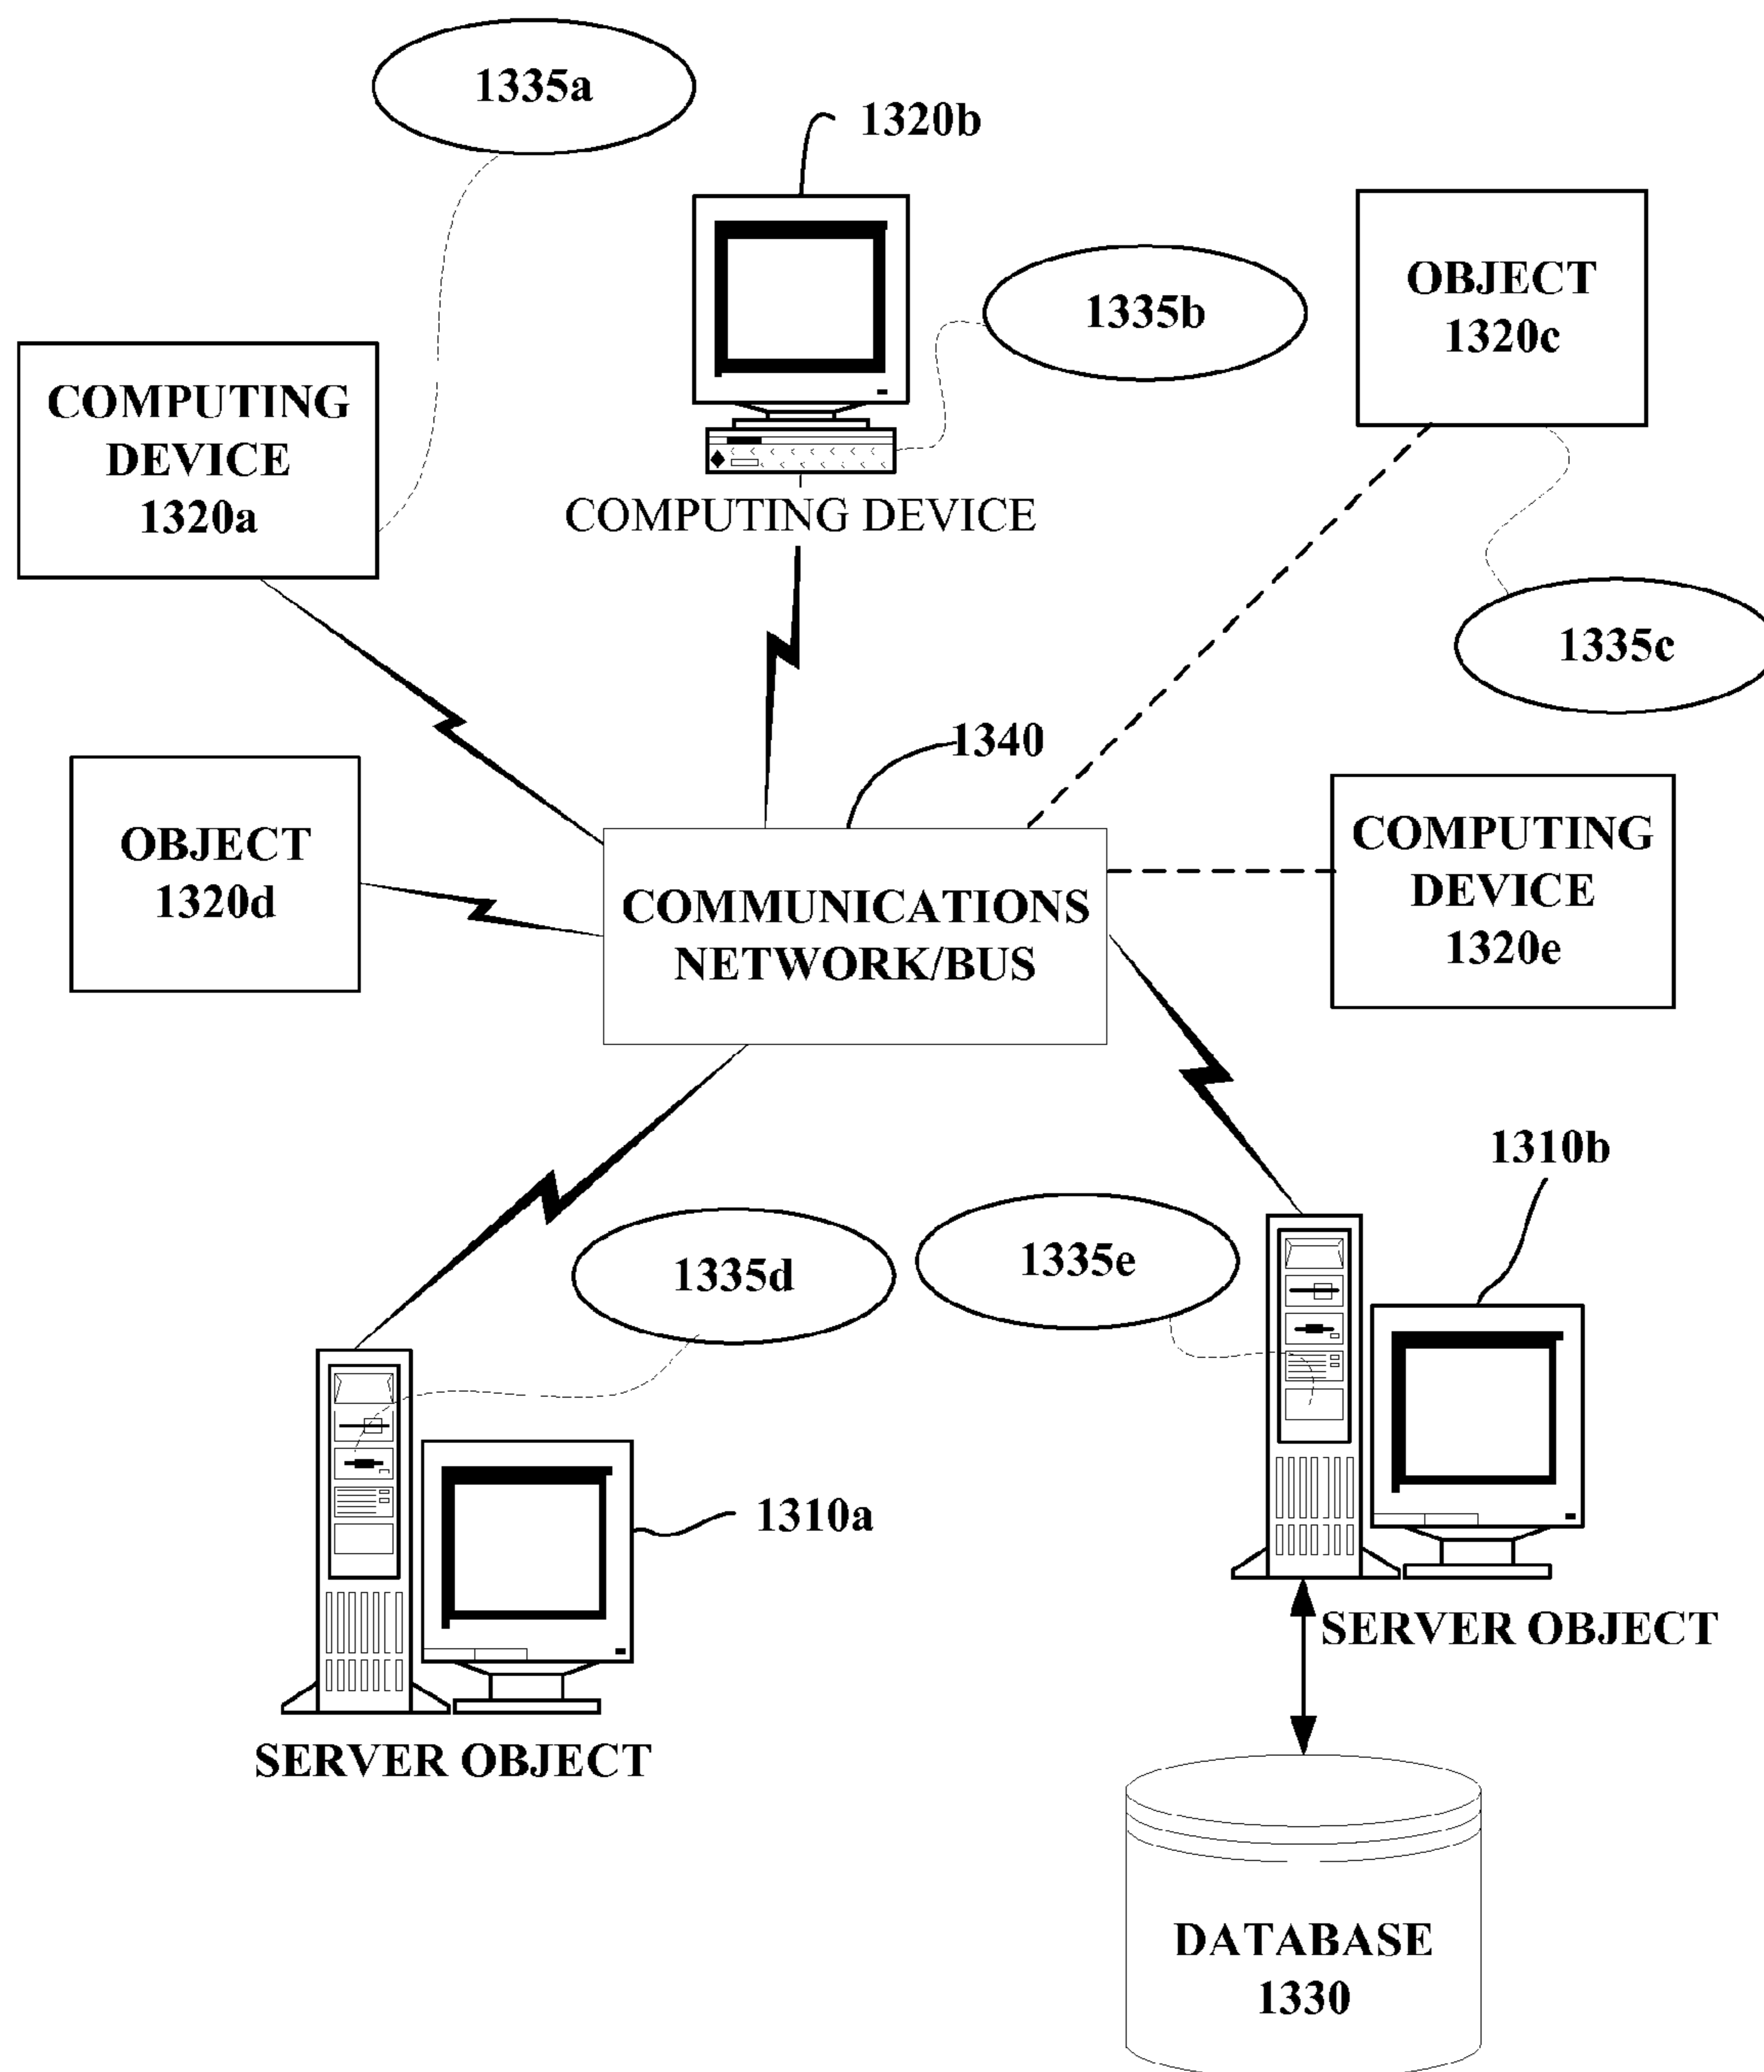 1335a
1320b
OBJECT
1320c
1335b
COMPUTING
DEVICE
1320a
COMPUTING DEVICE
1335c
1340
OBJECT
1320d
COMMUNICATIONS
NETWORK/BUS
COMPUTING
DEVICE
1320e
1310b
1335d
1335e
1310a
SERVER OBJECT
SERVER OBJECT
DATABASE
1330